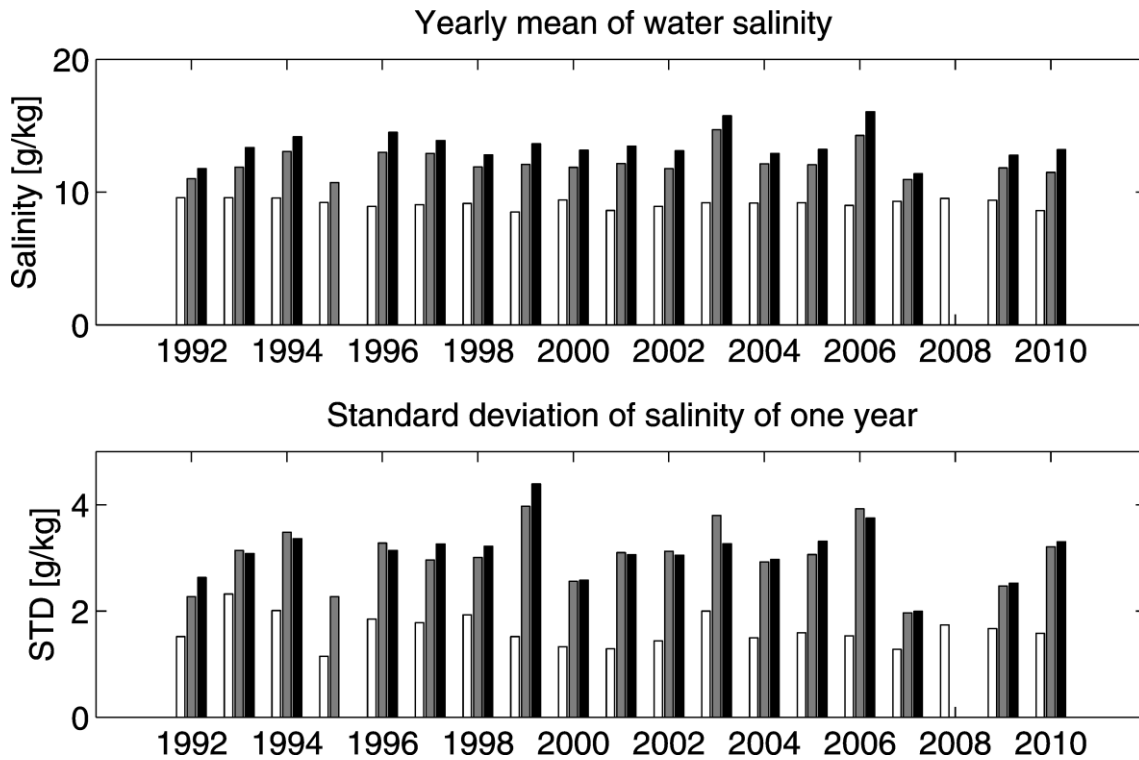 Yearly mean of water salinity
Salinity [g/kg]
20
10
0
1992 1994 1996 1998 2000 2002 2004 2006 2008 2010
Standard deviation of salinity of one year
STD [g/kg]
4
2
0
1992 1994 1996 1998 2000 2002 2004 2006 2008 2010